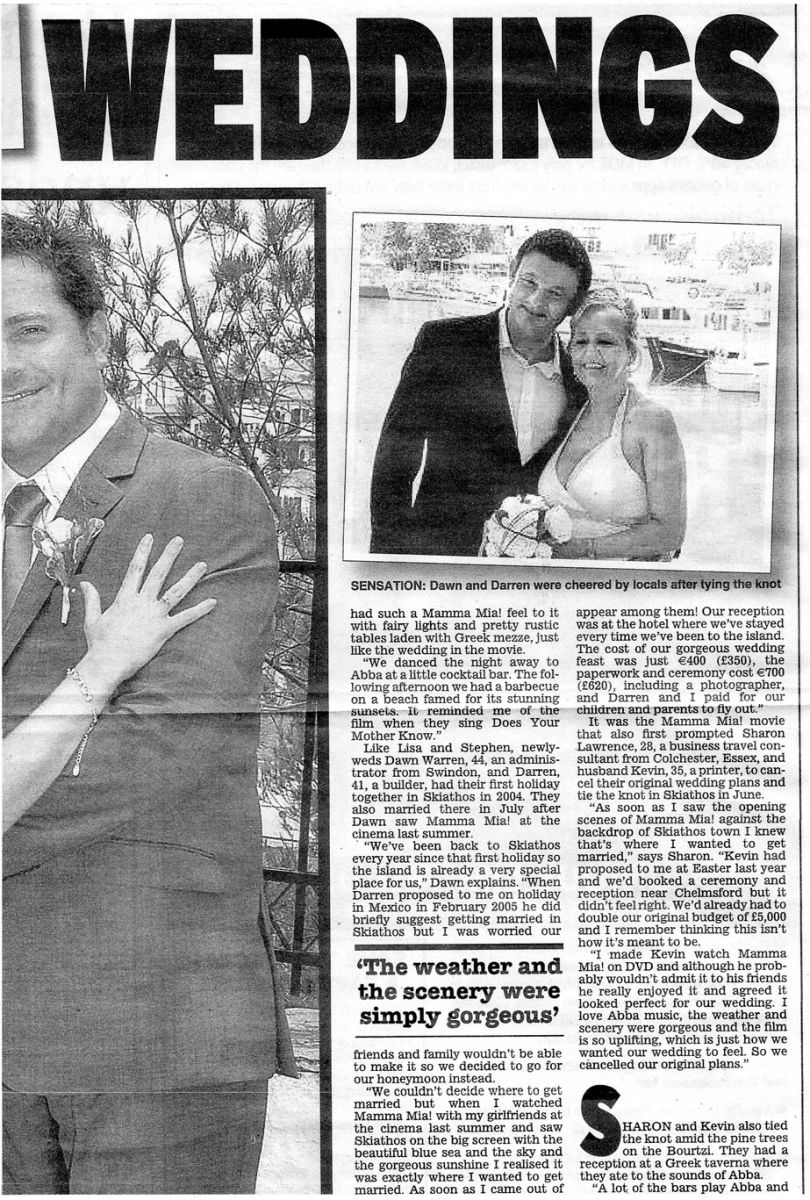 WEDDINGS
SENSATION: Dawn and Darren were cheered by locals after tying the knot
had such a Mamma Mia! feel to it
with fairy lights and pretty rustic
tables laden with Greek mezze, just
like the wedding in the movie.
“We danced the night away to
Abba at a little cocktail bar. The fol-
lowing afternoon we had a barbecue
on a beach famed for its stunning
sunsets. It reminded me of the
film when they sing Does Your
Mother Know.”
Like Lisa and Stephen, newly-
weds Dawn Warren, 44, an adminis-
trator from Swindon, and Darren,
41, a builder, had their first holiday
together in Skiathos in 2004. They
also married there in July after
Dawn saw Mamma Mia! at the
cinema last summer.
“We’ve been back to Skiathos
every year since that first holiday so
the island is already a very special
place for us,” Dawn explains. “When
Darren proposed to me on holiday
in Mexico in February 2005 he did
briefly suggest getting married in
Skiathos but I was worried our
‘The weather and
the scenery were
simply gorgeous’
friends and family wouldn’t be able
to make it so we decided to go for
our honeymoon instead.
“We couldn’t decide where to get
married but when I watched
Mamma Mia! with my girlfriends at
the cinema last summer and saw
Skiathos on the big screen with the
beautiful blue sea and the sky and
the gorgeous sunshine I realised it
was exactly where I wanted to get
married. As soon as I came out of
appear among them! Our reception
was at the hotel where we’ve stayed
every time we’ve been to the island.
The cost of our gorgeous wedding
feast was just €400 (£350), the
paperwork and ceremony cost €700
(£620), including a photographer,
and Darren and I paid for our
children and parents to fly out.”
It was the Mamma Mia! movie
that also first prompted Sharon
Lawrence, 28, a business travel con-
sultant from Colchester, Essex, and
husband Kevin, 35, a printer, to can-
cel their original wedding plans and
tie the knot in Skiathos in June.
“As soon as I saw the opening
scenes of Mamma Mia! against the
backdrop of Skiathos town I knew
that’s where I wanted to get
married,” says Sharon. “Kevin had
proposed to me at Easter last year
and we’d booked a ceremony and
reception near Chelmsford but it
didn’t feel right. We’d already had to
double our original budget of £5,000
and I remember thinking this isn’t
how it’s meant to be.
“I made Kevin watch Mamma
Mia! on DVD and although he prob-
ably wouldn’t admit it to his friends
he really enjoyed it and agreed it
looked perfect for our wedding. I
love Abba music, the weather and
scenery were gorgeous and the film
is so uplifting, which is just how we
wanted our wedding to feel. So we
cancelled our original plans.”
SHARON and Kevin also tied
the knot amid the pine trees
on the Bourtzi. They had a
reception at a Greek taverna where
they ate to the sounds of Abba.
“A lot of the bars play Abba and